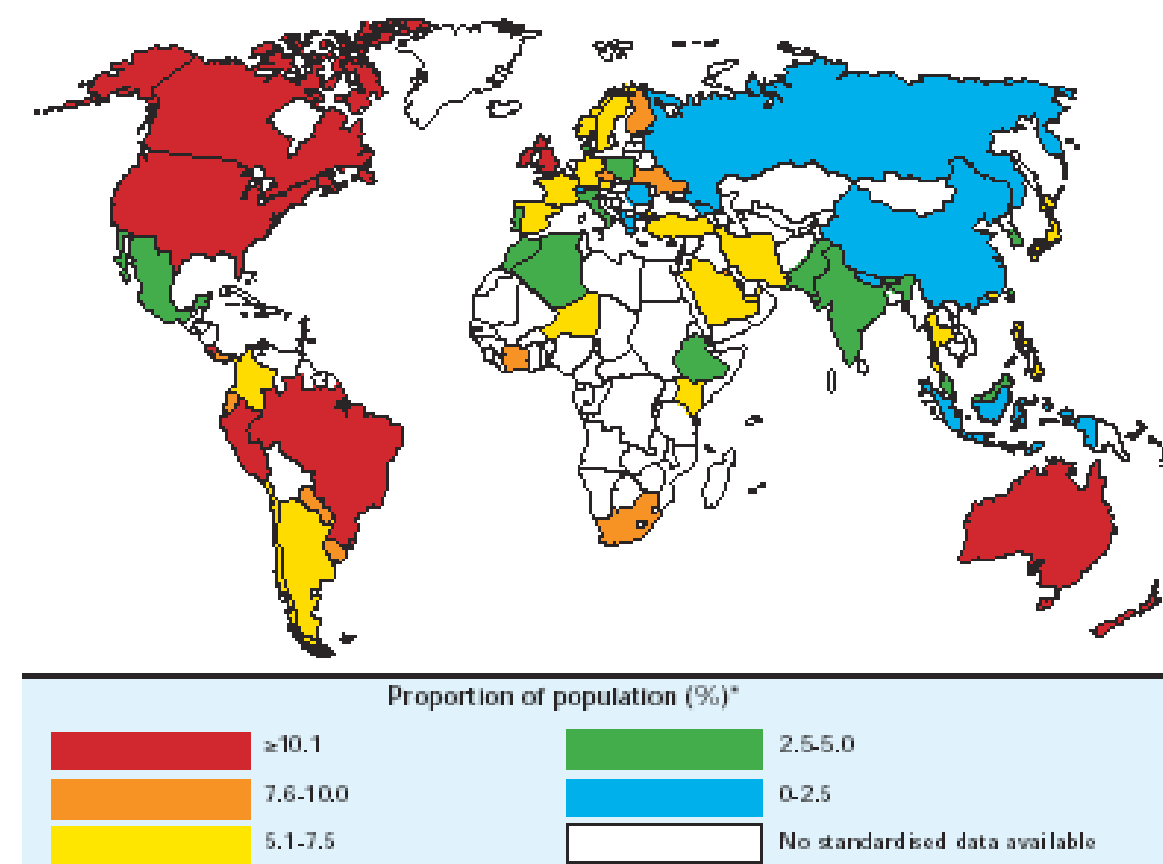 Proportion of population (%)*
≥10.1
2.5-5.0
7.6-10.0
0-2.5
5.1-7.5
No standardised data available